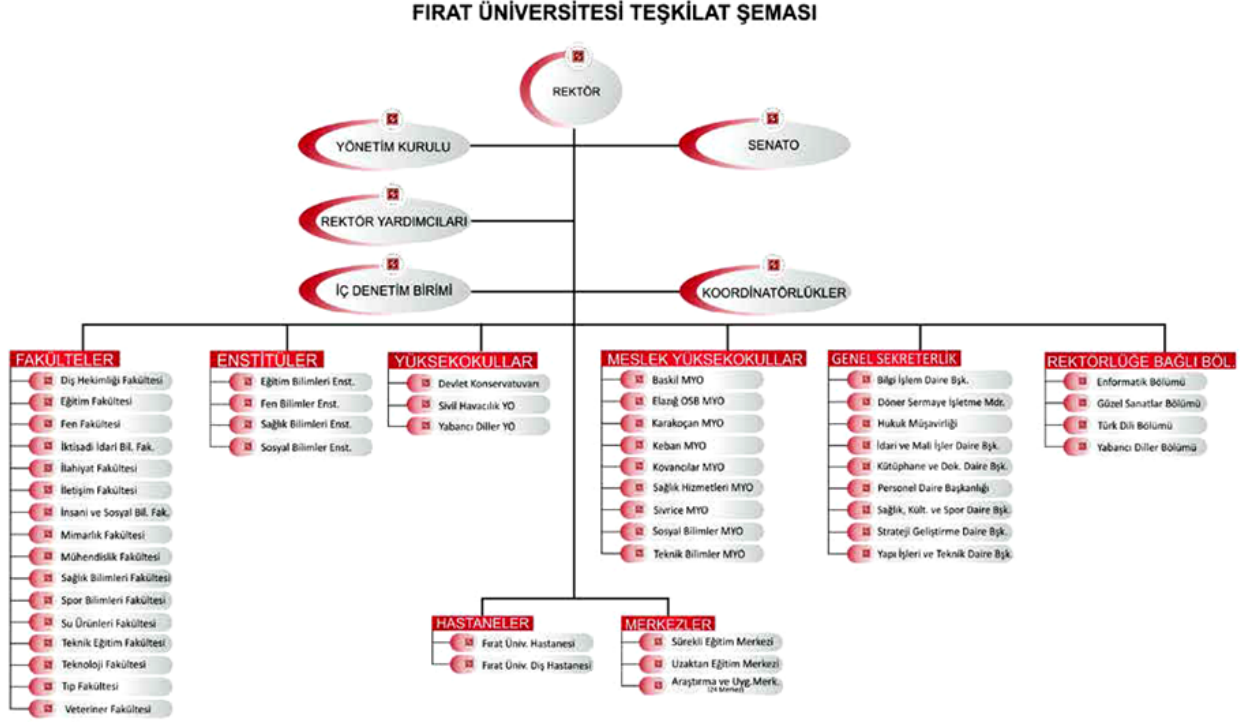 FIRAT ÜNİVERSİTESİ TEŞKİLAT ŞEMASI
REKTÖR
YÖNETİM KURULU
SENATO
REKTÖR YARDIMCILARI
İÇ DENETİM BİRİMİ
KOORDİNATÖRLÜKLER
FAKÜLTELER
Diş Hekimliği Fakültesi
Eğitim Fakültesi
Fen Fakültesi
İktisadi İdari Bil. Fak.
İlahiyat Fakültesi
İletişim Fakültesi
İnsani ve Sosyal Bil. Fak.
Mimarlık Fakültesi
Mühendislik Fakültesi
Sağlık Bilimleri Fakültesi
Spor Bilimleri Fakültesi
Su Ürünleri Fakültesi
Teknik Eğitim Fakültesi
Teknoloji Fakültesi
Tıp Fakültesi
Veteriner Fakültesi
ENSTİTÜLER
Eğitim Bilimleri Enst.
Fen Bilimler Enst.
Sağlık Bilimleri Enst.
Sosyal Bilimler Enst.
YÜKSEKOKULLAR
Devlet Konservatuvarı
Sivil Havacılık YO
Yabancı Diller YO
MESLEK YÜKSEKOKULLAR
Baskil MYO
Elazığ OSB MYO
Karakoçan MYO
Keban MYO
Kovancılar MYO
Sağlık Hizmetleri MYO
Sivrice MYO
Sosyal Bilimler MYO
Teknik Bilimler MYO
GENEL SEKRETERLİK
Bilgi İşlem Daire Bşk.
Döner Sermaye İşletme Mdr.
Hukuk Müşavirliği
İdari ve Mali İşler Daire Bşk.
Kütüphane ve Dok. Daire Bşk.
Personel Daire Başkanlığı
Sağlık, Kült. ve Spor Daire Bşk.
Strateji Geliştirme Daire Bşk.
Yapı İşleri ve Teknik Daire Bşk.
REKTÖRLÜĞE BAĞLI BÖL.
Enformatik Bölümü
Güzel Sanatlar Bölümü
Türk Dili Bölümü
Yabancı Diller Bölümü
HASTANELER
Fırat Üniv. Hastanesi
Fırat Üniv. Diş Hastanesi
MERKEZLER
Sürekli Eğitim Merkezi
Uzaktan Eğitim Merkezi
Araştırma ve Uyg.Merk.
(24 Merkez)